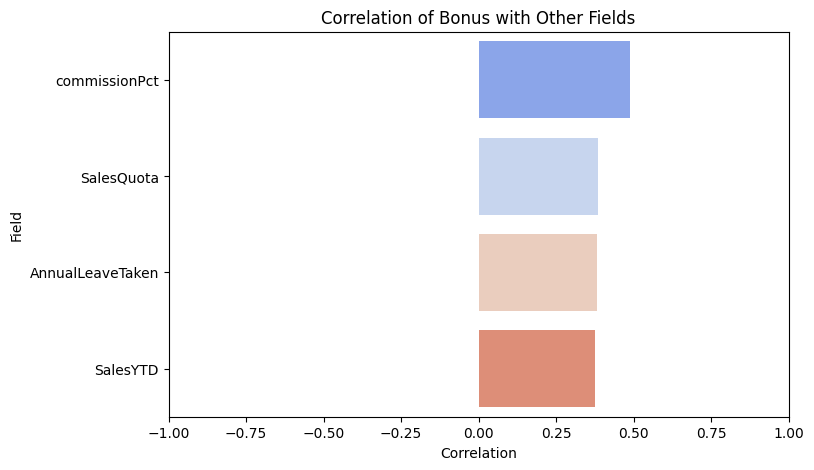 Correlation of Bonus with Other Fields
commissionPct
SalesQuota
AnnualLeaveTaken
SalesYTD
Field
−1.00 −0.75 −0.50 −0.25 0.00 0.25 0.50 0.75 1.00
Correlation